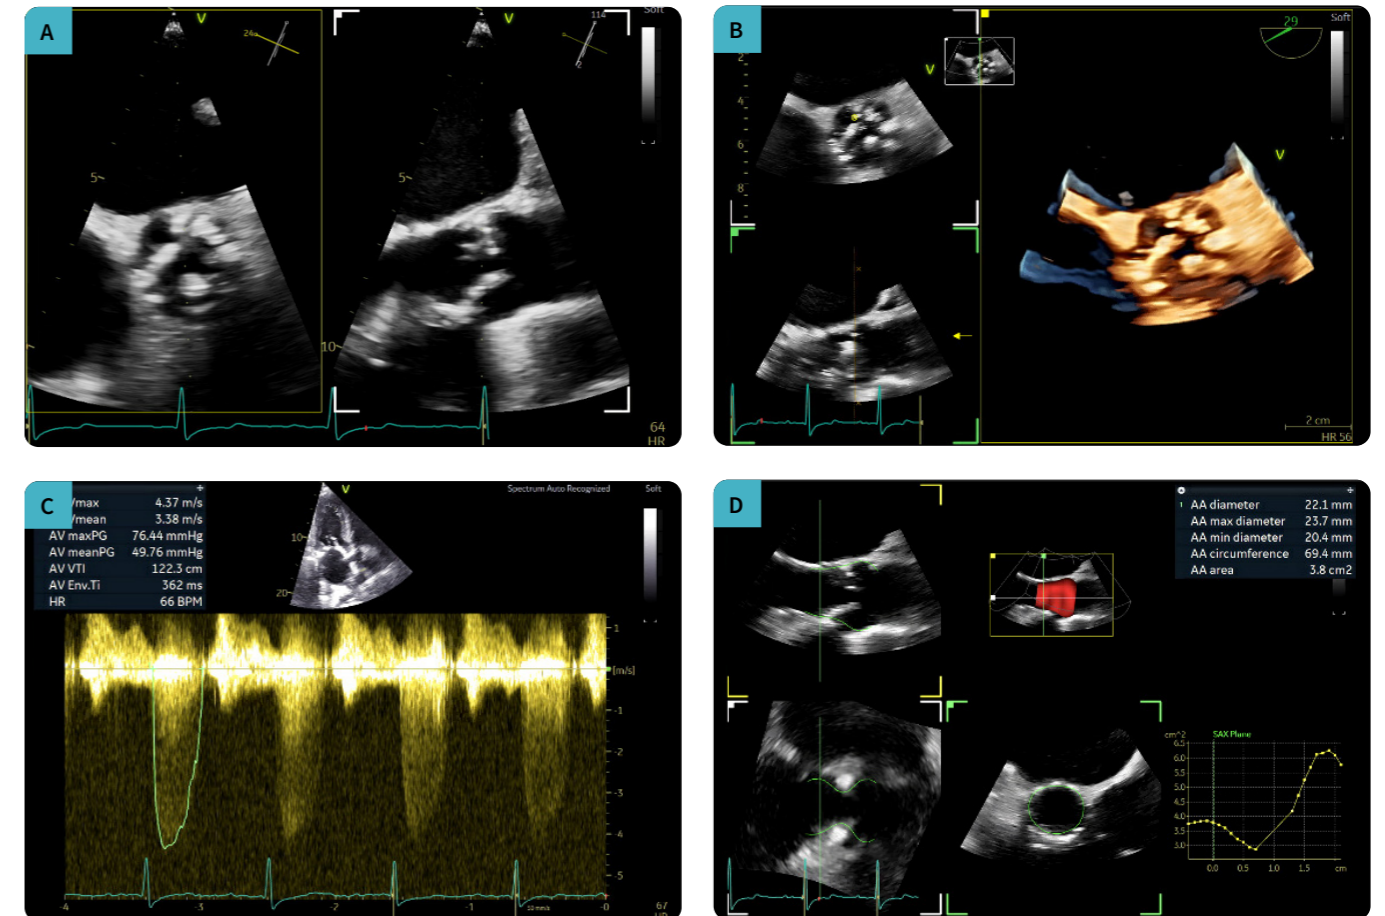 A
V
24
V
114
Soft
5
5
10
64
HR
B
2
4
6
8
V
29
Soft
V
2 cm
HR 56
C
/max 4.37 m/s
/mean 3.38 m/s
AV maxPG 76.44 mmHg
AV meanPG 49.76 mmHg
AV VTI 122.3 cm
AV Env.Ti 362 ms
HR 66 BPM
V
10
20
Spectrum Auto Recognized
Soft
1
[m/s]
-1
-2
-3
-4
-5
-4
-3
-2
-1
-0
67
D
1 AA diameter 22.1 mm
AA max diameter 23.7 mm
AA min diameter 20.4 mm
AA circumference 69.4 mm
AA area 3.8 cm2
cm^2
SAX Plane
6.5
6.0
5.5
5.0
4.5
4.0
3.5
3.0
0.0 0.5 1.0 1.5 cm